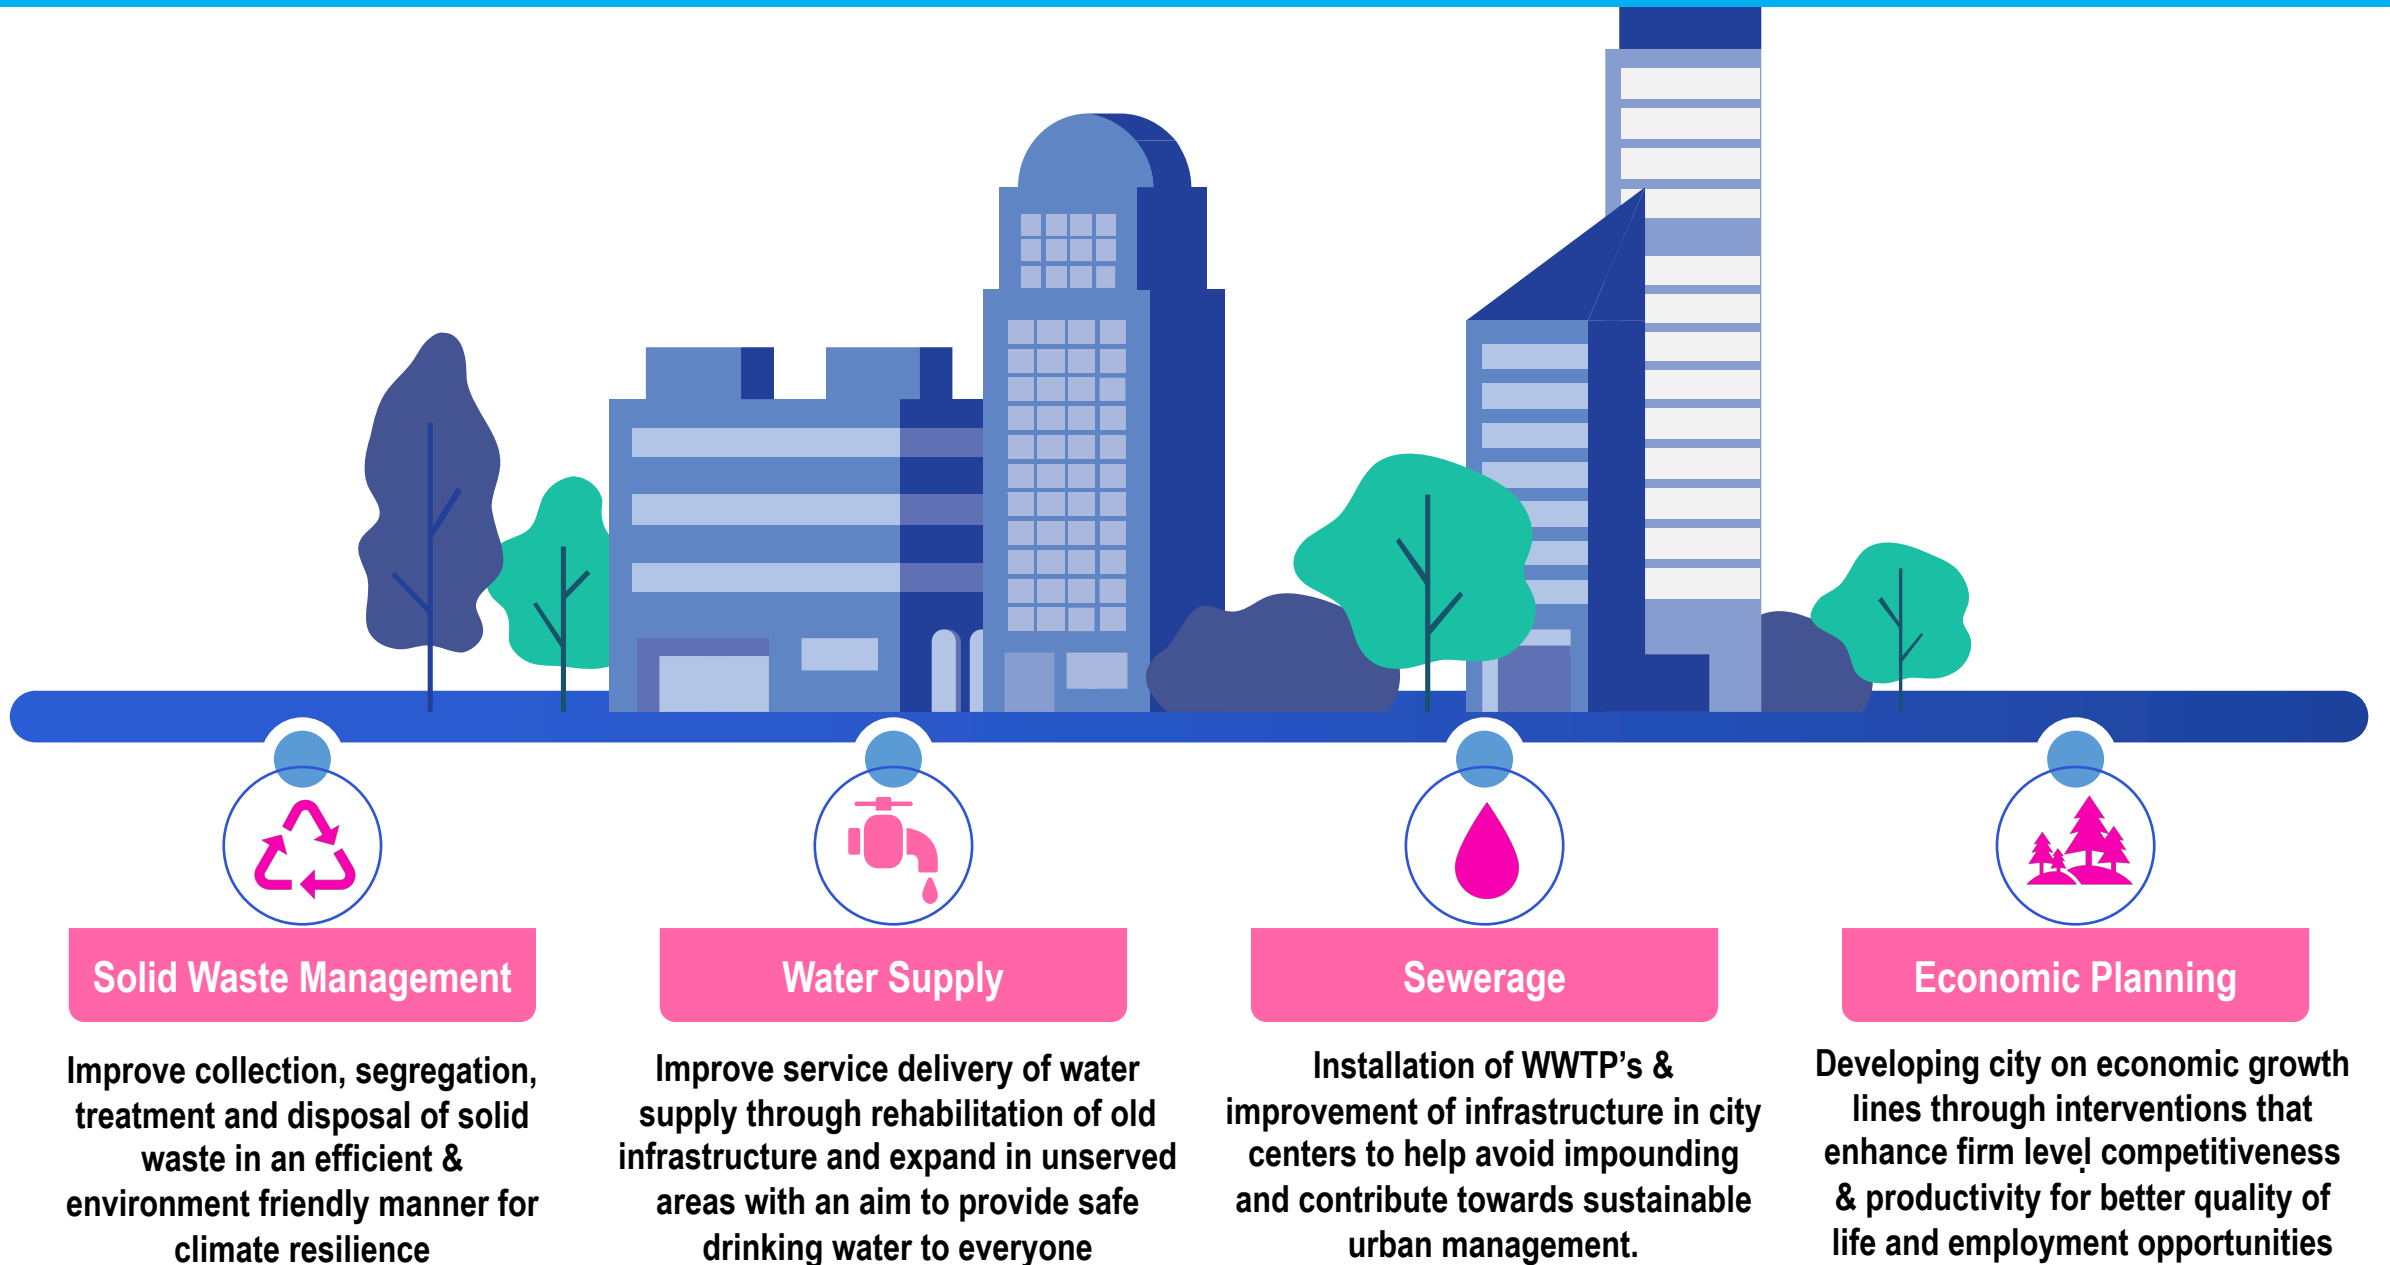 Solid Waste Management
Improve collection, segregation,
treatment and disposal of solid
waste in an efficient &
environment friendly manner for
climate resilience
Water Supply
Improve service delivery of water
supply through rehabilitation of old
infrastructure and expand in unserved
areas with an aim to provide safe
drinking water to everyone
Sewerage
Installation of WWTP’s &
improvement of infrastructure in city
centers to help avoid impounding
and contribute towards sustainable
urban management.
Economic Planning
Developing city on economic growth
lines through interventions that
enhance firm level competitiveness
& productivity for better quality of
life and employment opportunities